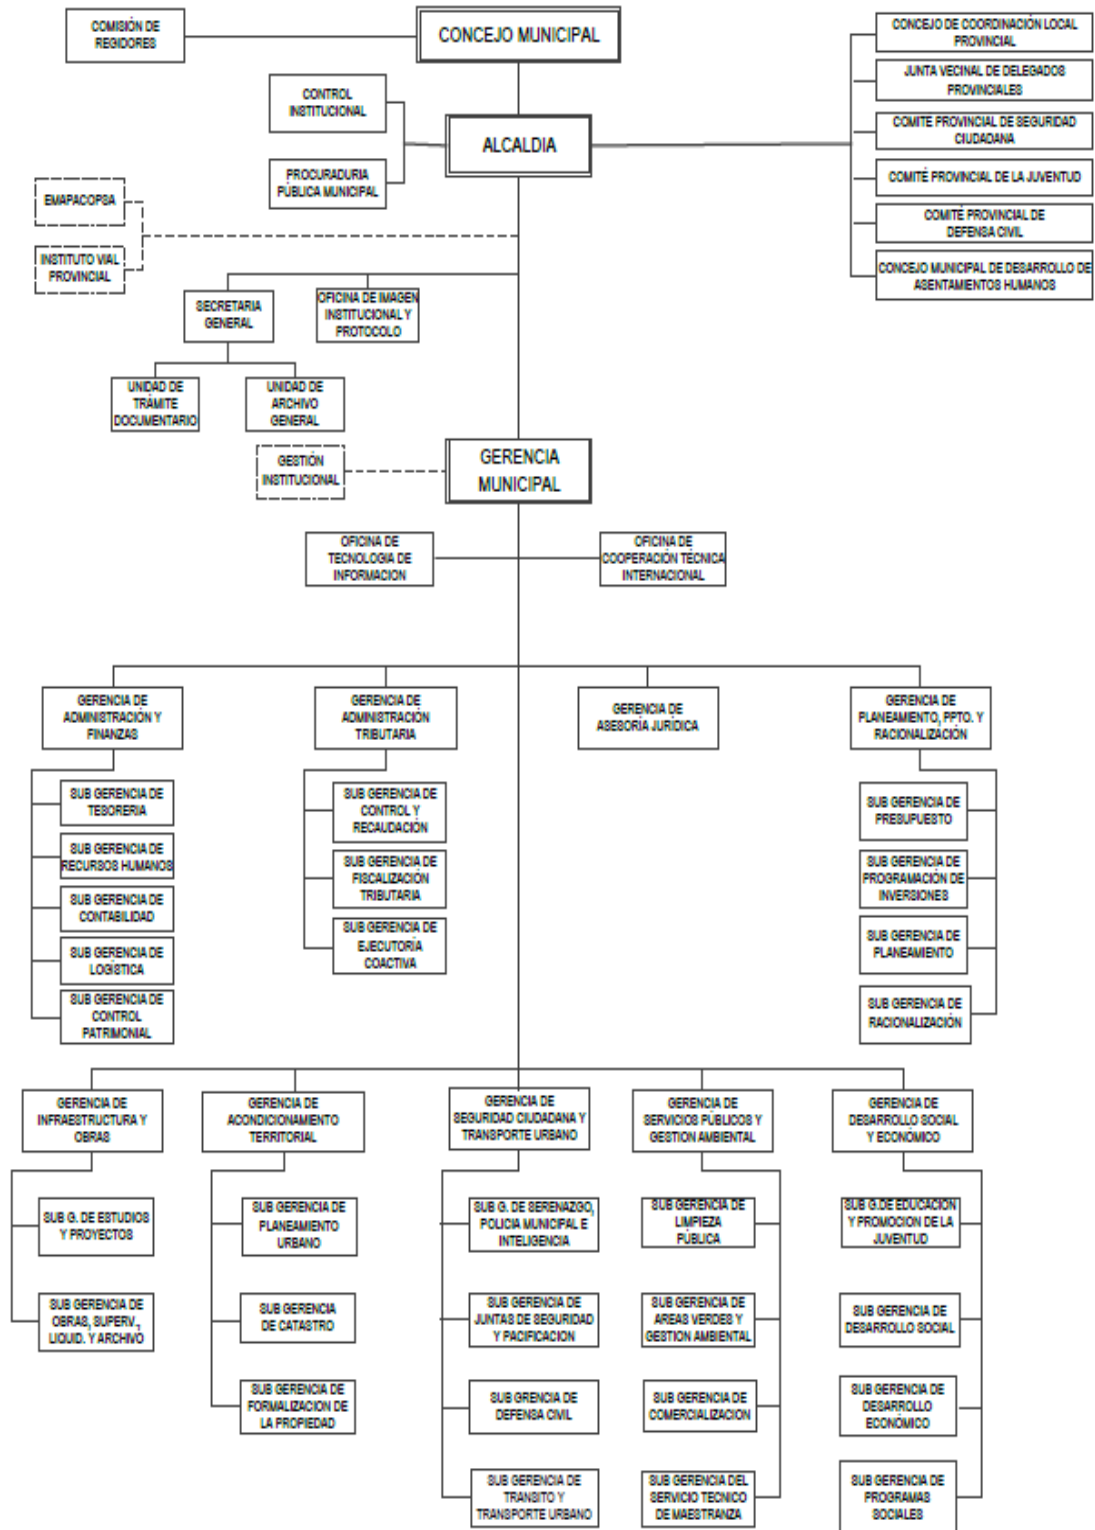 COMISIÓN DE
REGIDORES
CONCEJO MUNICIPAL
CONCEJO DE COORDINACIÓN LOCAL
PROVINCIAL
JUNTA VECINAL DE DELEGADOS
PROVINCIALES
COMITE PROVINCIAL DE SEGURIDAD
CIUDADANA
COMITÉ PROVINCIAL DE LA JUVENTUD
COMITÉ PROVINCIAL DE
DEFENSA CIVIL
CONCEJO MUNICIPAL DE DESARROLLO DE
ASENTAMIENTOS HUMANOS
CONTROL
INSTITUCIONAL
ALCALDIA
PROCURADURIA
PÚBLICA MUNICIPAL
EMAPACOPSA
INSTITUTO VIAL
PROVINCIAL
SECRETARIA
GENERAL
OFICINA DE IMAGEN
INSTITUCIONAL Y
PROTOCOLO
UNIDAD DE
TRÁMITE
DOCUMENTARIO
UNIDAD DE
ARCHIVO
GENERAL
GESTIÓN
INSTITUCIONAL
GERENCIA
MUNICIPAL
OFICINA DE
TECNOLOGIA DE
INFORMACION
OFICINA DE
COOPERACIÓN TÉCNICA
INTERNACIONAL
GERENCIA DE
ADMINISTRACIÓN Y
FINANZAS
GERENCIA DE
ADMINISTRACIÓN
TRIBUTARIA
GERENCIA DE
ASESORÍA JURÍDICA
GERENCIA DE
PLANEAMIENTO, PPTO. Y
RACIONALIZACIÓN
SUB GERENCIA DE
TESORERIA
SUB GERENCIA DE
RECURSOS HUMANOS
SUB GERENCIA DE
CONTABILIDAD
SUB GERENCIA DE
LOGÍSTICA
SUB GERENCIA DE
CONTROL
PATRIMONIAL
SUB GERENCIA DE
CONTROL Y
RECAUDACIÓN
SUB GERENCIA DE
FISCALIZACIÓN
TRIBUTARIA
SUB GERENCIA DE
EJECUTORÍA
COACTIVA
SUB GERENCIA DE
PRESUPUESTO
SUB GERENCIA DE
PROGRAMACIÓN DE
INVERSIONES
SUB GERENCIA DE
PLANEAMIENTO
SUB GERENCIA DE
RACIONALIZACIÓN
GERENCIA DE
INFRAESTRUCTURA Y
OBRAS
GERENCIA DE
ACONDICIONAMIENTO
TERRITORIAL
GERENCIA DE
SEGURIDAD CIUDADANA Y
TRANSPORTE URBANO
GERENCIA DE
SERVICIOS PÚBLICOS Y
GESTION AMBIENTAL
GERENCIA DE
DESARROLLO SOCIAL
Y ECONÓMICO
SUB G. DE ESTUDIOS
Y PROYECTOS
SUB GERENCIA DE
OBRAS, SUPERV.,
LIQUID. Y ARCHIVO
SUB GERENCIA DE
PLANEAMIENTO
URBANO
SUB GERENCIA
DE CATASTRO
SUB GERENCIA DE
FORMALIZACION DE
LA PROPIEDAD
SUB G. DE SERENAZGO,
POLICIA MUNICIPAL E
INTELIGENCIA
SUB GERENCIA DE
JUNTAS DE SEGURIDAD
Y PACIFICACION
SUB GRENCIA DE
DEFENSA CIVIL
SUB GERENCIA DE
TRANSITO Y
TRANSPORTE URBANO
SUB GERENCIA DE
LIMPIEZA
PÚBLICA
SUB GERENCIA DE
AREAS VERDES Y
GESTION AMBIENTAL
SUB GERENCIA DE
COMERCIALIZACION
SUB GERENCIA DEL
SERVICIO TECNICO
DE MAESTRANZA
SUB G.DE EDUCACION
Y PROMOCION DE LA
JUVENTUD
SUB GERENCIA DE
DESARROLLO SOCIAL
SUB GERENCIA DE
DESARROLLO
ECONÓMICO
SUB GERENCIA DE
PROGRAMAS
SOCIALES